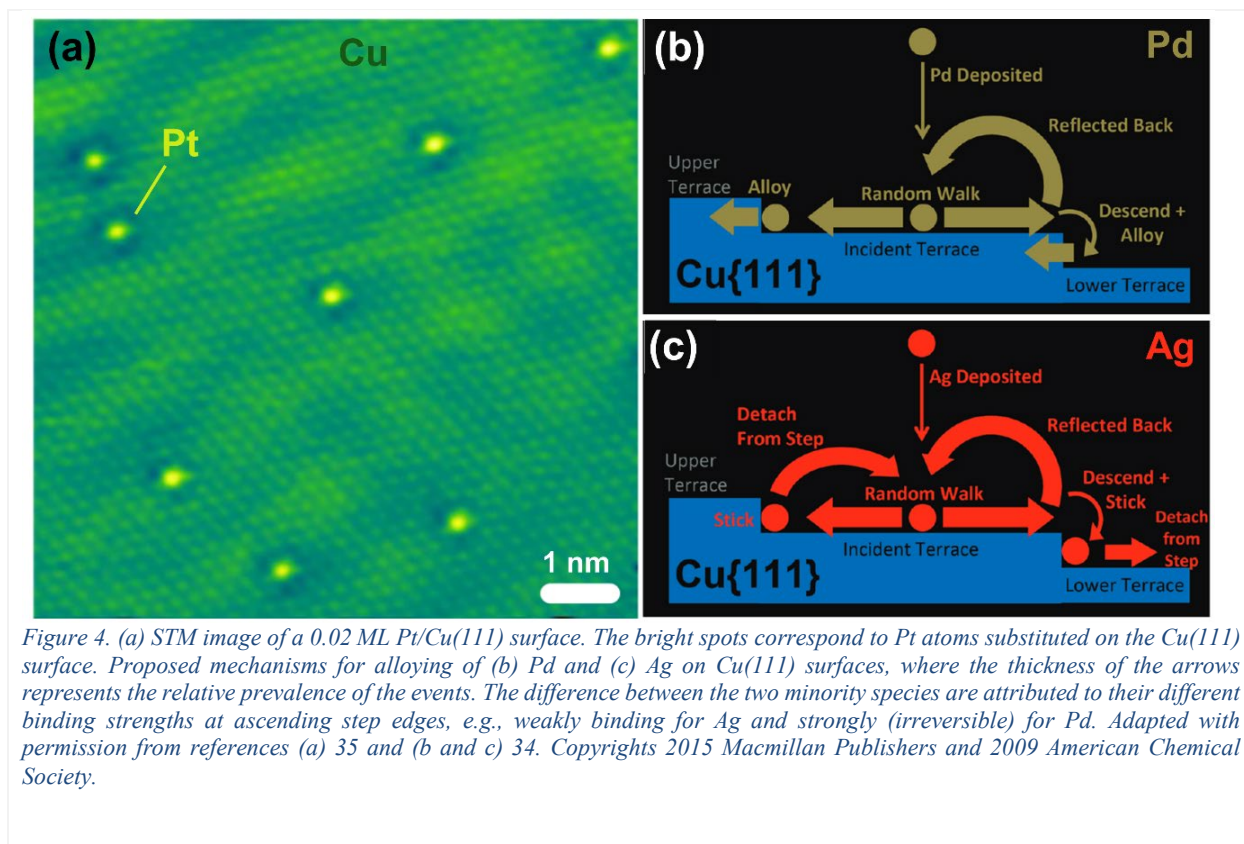 (a)
Cu
Pt
1 nm
(b)
Pd
Pd Deposited
Reflected Back
Upper
Terrace
Alloy
Random Walk
Descend +
Alloy
Incident Terrace
Cu{111}
Lower Terrace
(c)
Ag
Ag Deposited
Detach
From Step
Reflected Back
Upper
Terrace
Random Walk
Descend +
Stick
Stick
Detach
from
Step
Incident Terrace
Cu{111}
Lower Terrace
Figure 4. (a) STM image of a 0.02 ML Pt/Cu(111) surface. The bright spots correspond to Pt atoms substituted on the Cu(111)
surface. Proposed mechanisms for alloying of (b) Pd and (c) Ag on Cu(111) surfaces, where the thickness of the arrows
represents the relative prevalence of the events. The difference between the two minority species are attributed to their different
binding strengths at ascending step edges, e.g., weakly binding for Ag and strongly (irreversible) for Pd. Adapted with
permission from references (a) 35 and (b and c) 34. Copyrights 2015 Macmillan Publishers and 2009 American Chemical
Society.